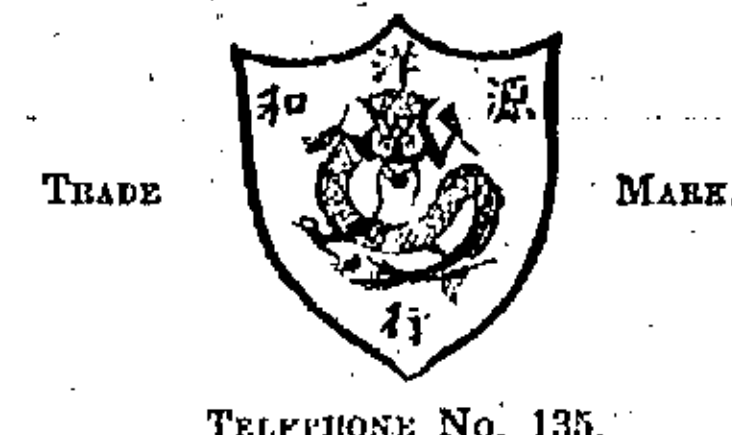 洋
和 源
TRADE MARK.
行
TELEPHONE No. 135.